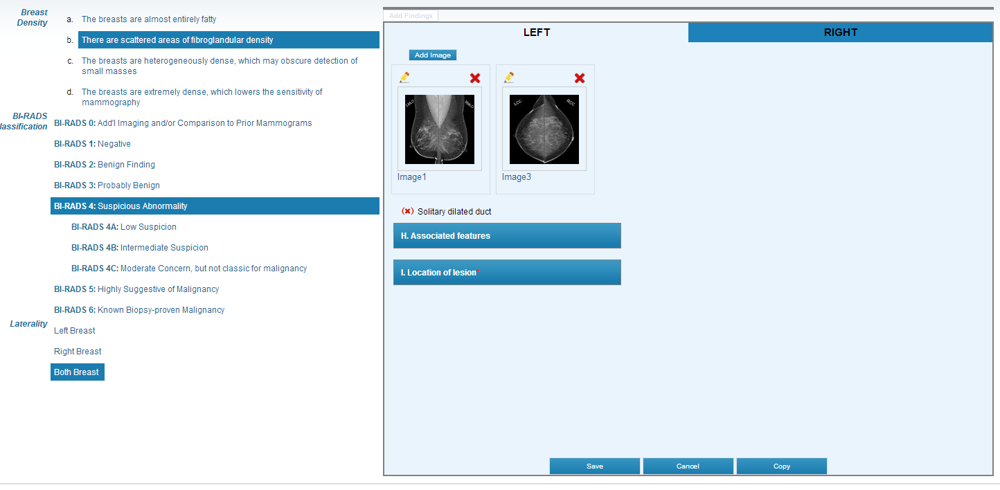 Breast
Density
a. The breasts are almost entirely fatty
b. There are scattered areas of fibroglandular density
c. The breasts are heterogeneously dense, which may obscure detection of
small masses
d. The breasts are extremely dense, which lowers the sensitivity of
mammography
BI-RADS
lassification
BI-RADS 0: Add'l Imaging and/or Comparison to Prior Mammograms
BI-RADS 1: Negative
BI-RADS 2: Benign Finding
BI-RADS 3: Probably Benign
BI-RADS 4: Suspicious Abnormality
BI-RADS 4A: Low Suspicion
BI-RADS 4B: Intermediate Suspicion
BI-RADS 4C: Moderate Concern, but not classic for malignancy
BI-RADS 5: Highly Suggestive of Malignancy
BI-RADS 6: Known Biopsy-proven Malignancy
Laterality
Left Breast
Right Breast
Both Breast
Add Findings
LEFT
RIGHT
Add Image
LMLO
RMLO
LCC
RCC
Image1
Image3
(x) Solitary dilated duct
H. Associated features
I. Location of lesion*
Save
Cancel
Copy